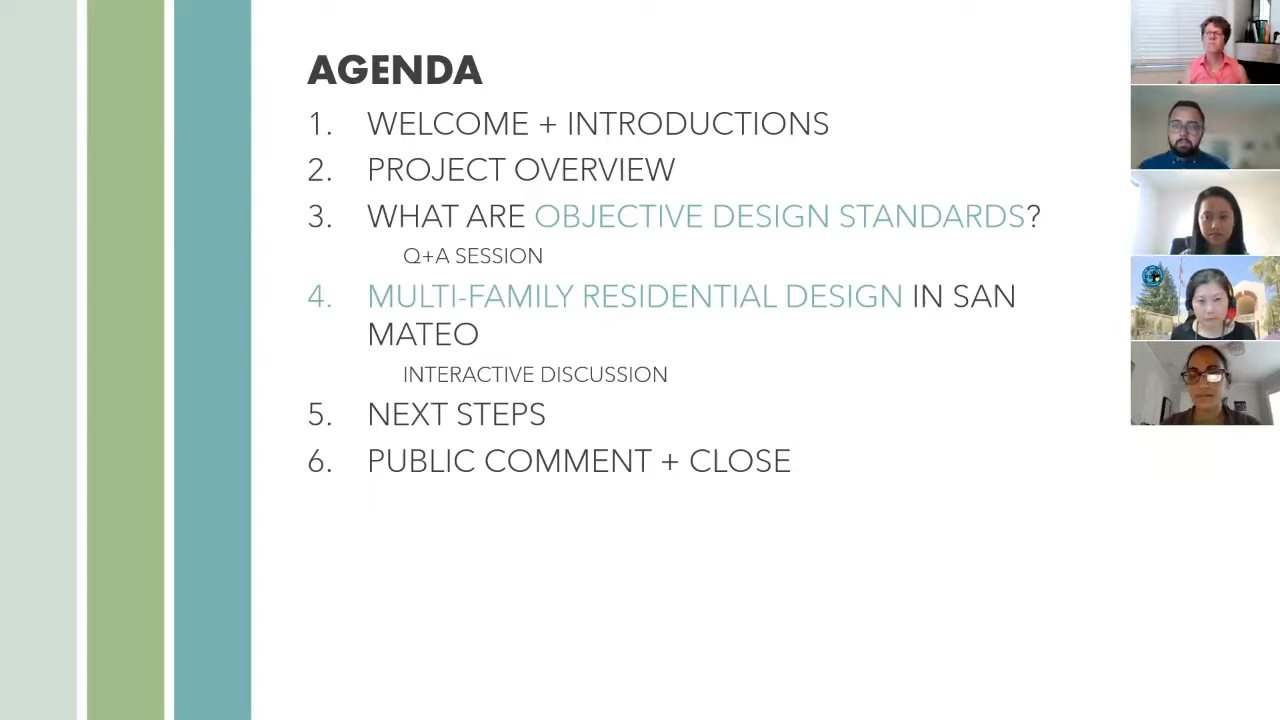 AGENDA
1. WELCOME + INTRODUCTIONS
2. PROJECT OVERVIEW
3. WHAT ARE OBJECTIVE DESIGN STANDARDS?
Q+A SESSION
4. MULTI-FAMILY RESIDENTIAL DESIGN IN SAN
MATEO
INTERACTIVE DISCUSSION
5. NEXT STEPS
6. PUBLIC COMMENT + CLOSE